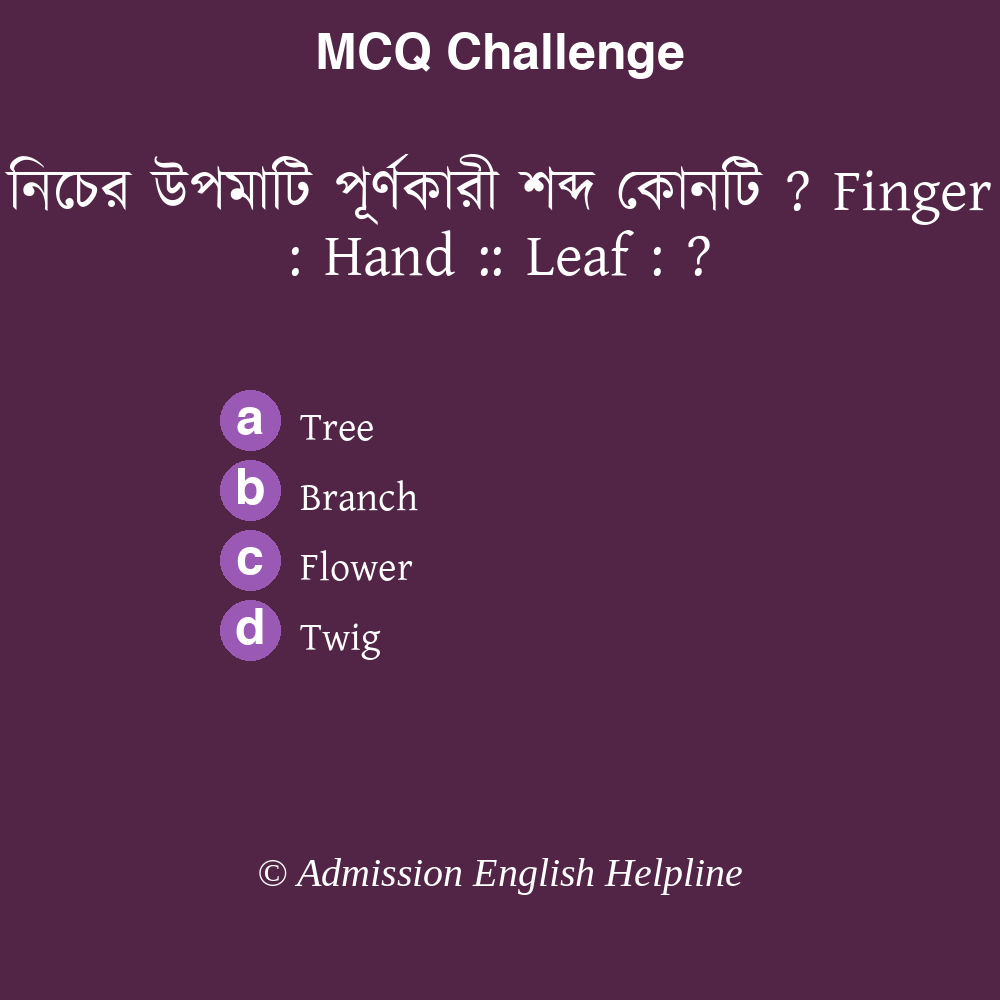 MCQ Challenge
নিচের উপমাটি পূর্ণকারী শব্দ কোনটি ? Finger
: Hand :: Leaf : ?
a Tree
b Branch
c Flower
d Twig
© Admission English Helpline